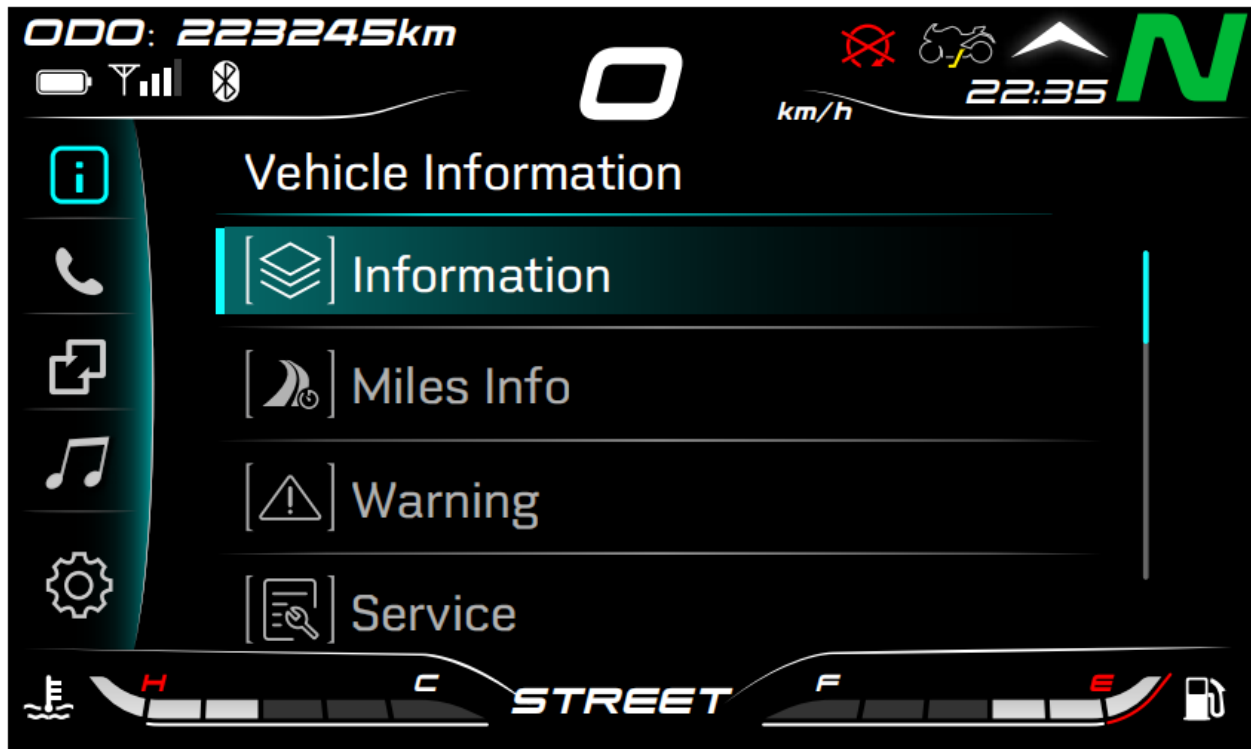 ODO: 223245km
0
km/h
22:35
N
Vehicle Information
Information
Miles Info
Warning
Service
H
C
STREET
F
E